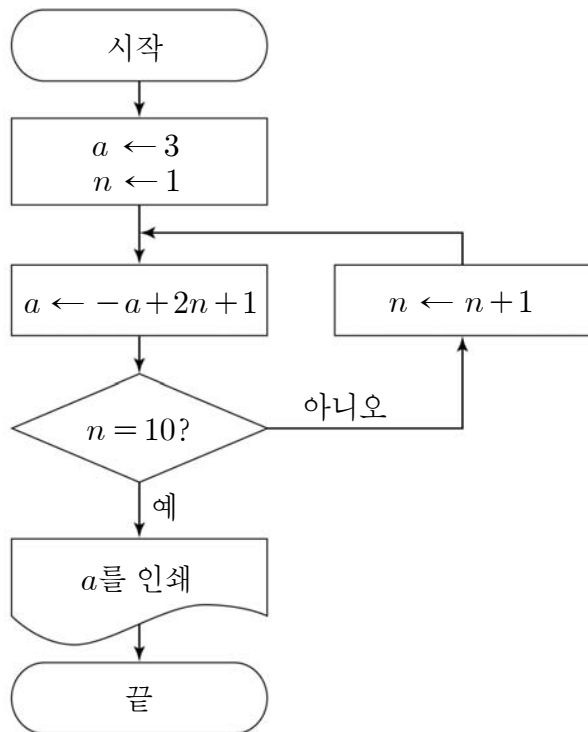 시작
a ← 3
n ← 1
a ← −a+2n+1
n ← n+1
n = 10?
아니오
예
a를 인쇄
끝